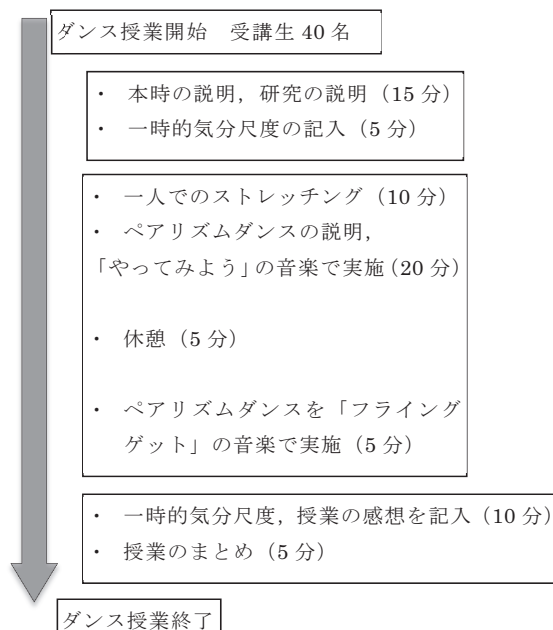 ダンス授業開始　受講生 40 名
・ 本時の説明，研究の説明（15 分）
・ 一時的気分尺度の記入（5 分）
・ 一人でのストレッチング（10 分）
・ ペアリズムダンスの説明，
「やってみよう」の音楽で実施（20 分）
・ 休憩（5 分）
・ ペアリズムダンスを「フライング
ゲット」の音楽で実施（5 分）
・ 一時的気分尺度，授業の感想を記入（10 分）
・ 授業のまとめ（5 分）
ダンス授業終了